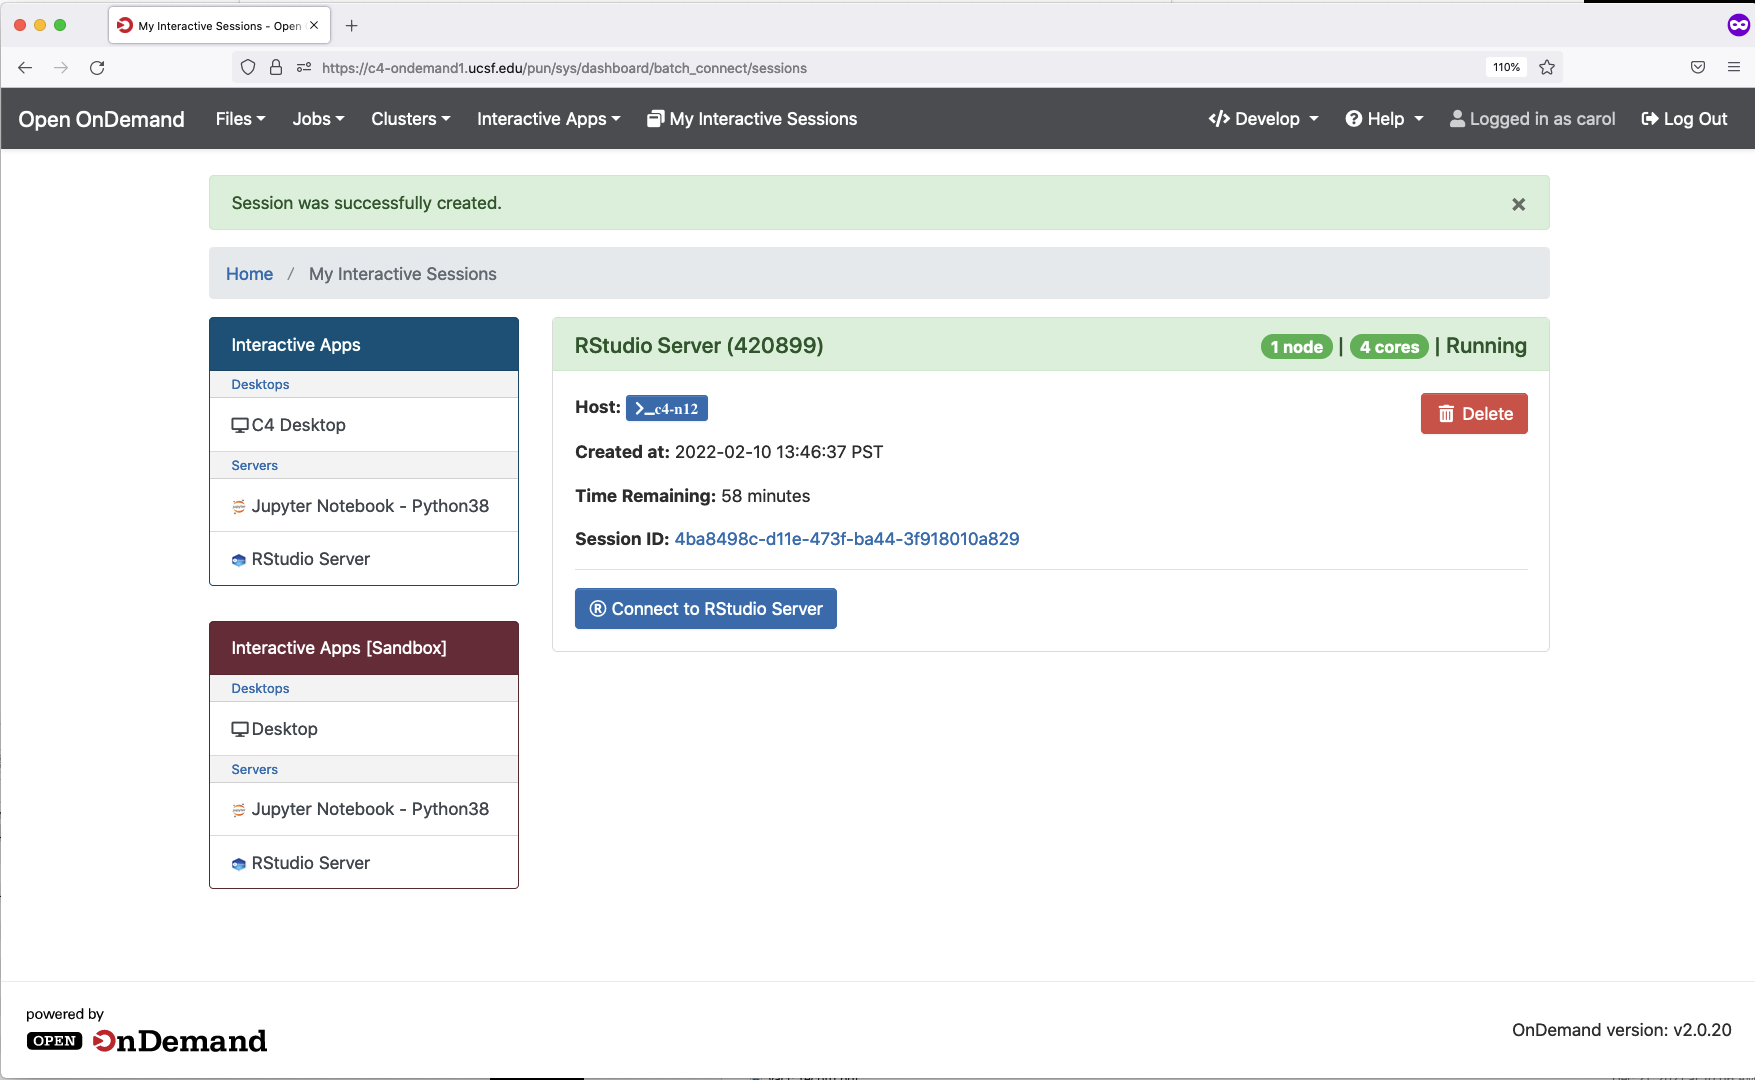 My Interactive Sessions - Open
https://c4-ondemand1.ucsf.edu/pun/sys/dashboard/batch_connect/sessions
110%
Open OnDemand Files Jobs Clusters Interactive Apps My Interactive Sessions Develop Help Logged in as carol Log Out
Session was successfully created.
Home / My Interactive Sessions
Interactive Apps
Desktops
C4 Desktop
Servers
Jupyter Notebook - Python38
RStudio Server
Interactive Apps [Sandbox]
Desktops
Desktop
Servers
Jupyter Notebook - Python38
RStudio Server
RStudio Server (420899) 1 node | 4 cores | Running
Host: >_c4-n12
Delete
Created at: 2022-02-10 13:46:37 PST
Time Remaining: 58 minutes
Session ID: 4ba8498c-d11e-473f-ba44-3f918010a829
® Connect to RStudio Server
powered by
OPEN OnDemand
OnDemand version: v2.0.20